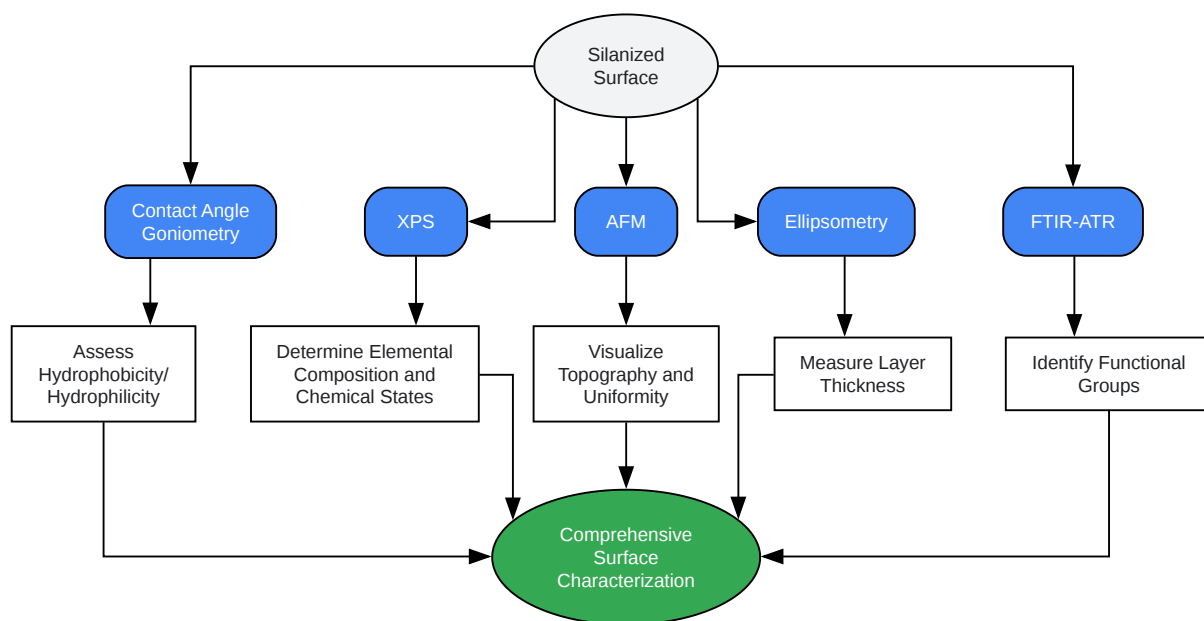 Silanized
Surface
Contact Angle
Goniometry
XPS
AFM
Ellipsometry
FTIR-ATR
Assess
Hydrophobicity/
Hydrophilicity
Determine Elemental
Composition and
Chemical States
Visualize
Topography and
Uniformity
Measure Layer
Thickness
Identify Functional
Groups
Comprehensive
Surface
Characterization